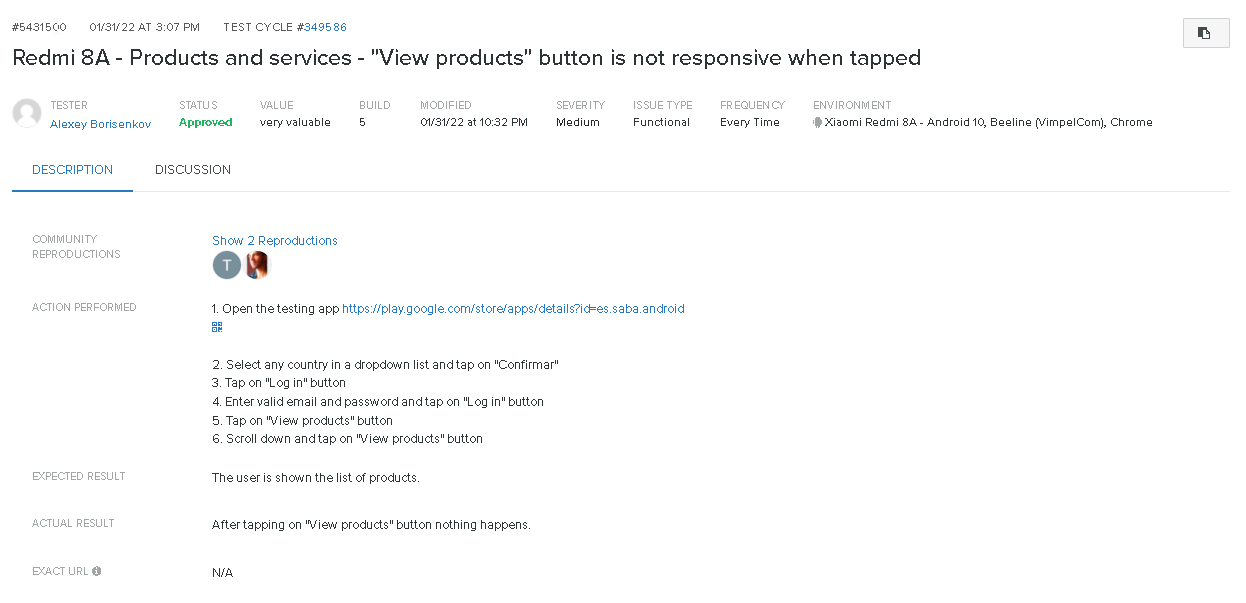 #5431500 01/31/22 AT 3:07 PM TEST CYCLE #349586
Redmi 8A - Products and services - "View products" button is not responsive when tapped
TESTER STATUS VALUE BUILD MODIFIED SEVERITY ISSUE TYPE FREQUENCY ENVIRONMENT
Alexey Borisenkov Approved very valuable 5 01/31/22 at 10:32 PM Medium Functional Every Time Xiaomi Redmi 8A - Android 10, Beeline (VimpelCom), Chrome
DESCRIPTION DISCUSSION
COMMUNITY REPRODUCTIONS
Show 2 Reproductions
T
ACTION PERFORMED
1. Open the testing app https://play.google.com/store/apps/details?id=es.saba.android
2. Select any country in a dropdown list and tap on "Confirmar"
3. Tap on "Log in" button
4. Enter valid email and password and tap on "Log in" button
5. Tap on "View products" button
6. Scroll down and tap on "View products" button
EXPECTED RESULT The user is shown the list of products.
ACTUAL RESULT After tapping on "View products" button nothing happens.
EXACT URL N/A